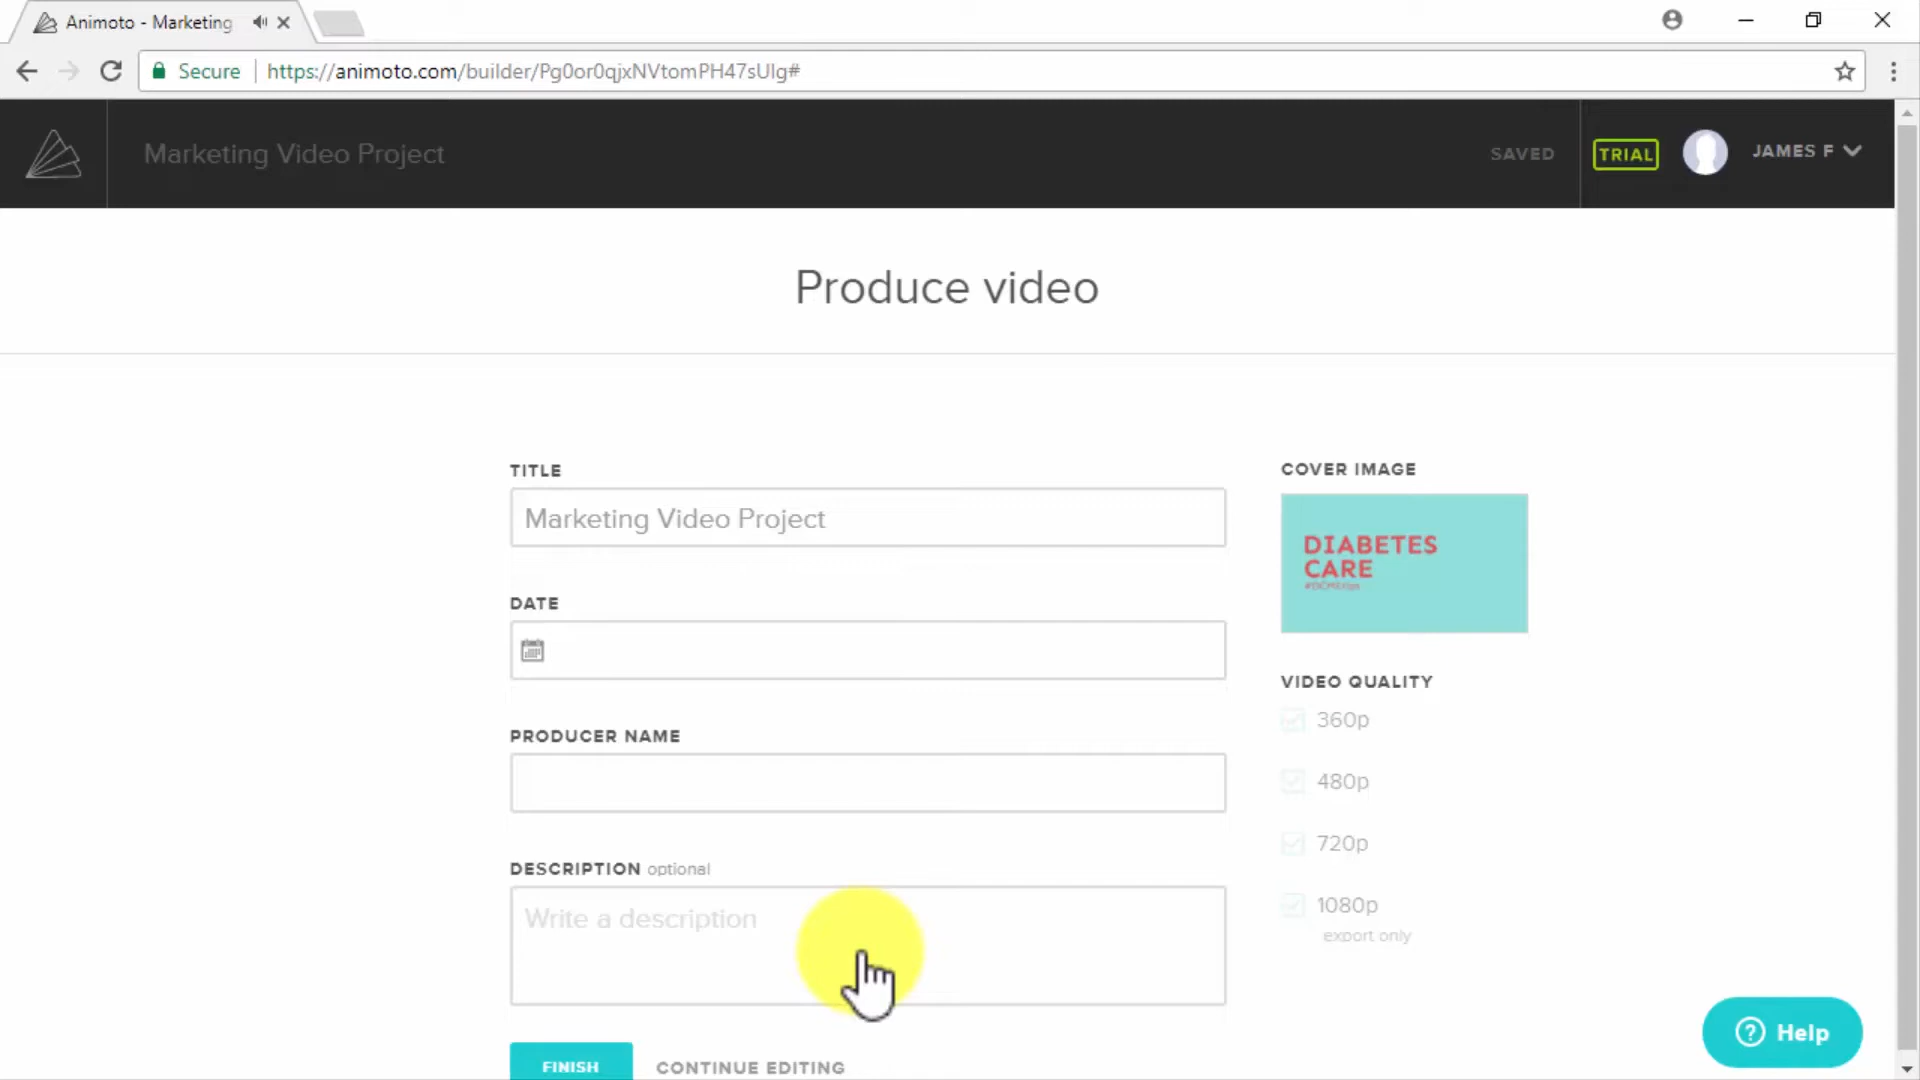 Animoto - Marketing
Secure
https://animoto.com/builder/Pg0or0qjxNVtomPH47sUlg#
Marketing Video Project
SAVED
TRIAL
JAMES F
Produce video
TITLE
Marketing Video Project
DATE
PRODUCER NAME
DESCRIPTION optional
Write a description
FINISH
CONTINUE EDITING
COVER IMAGE
DIABETES
CARE
VIDEO QUALITY
360p
480p
720p
1080p
export only
Help